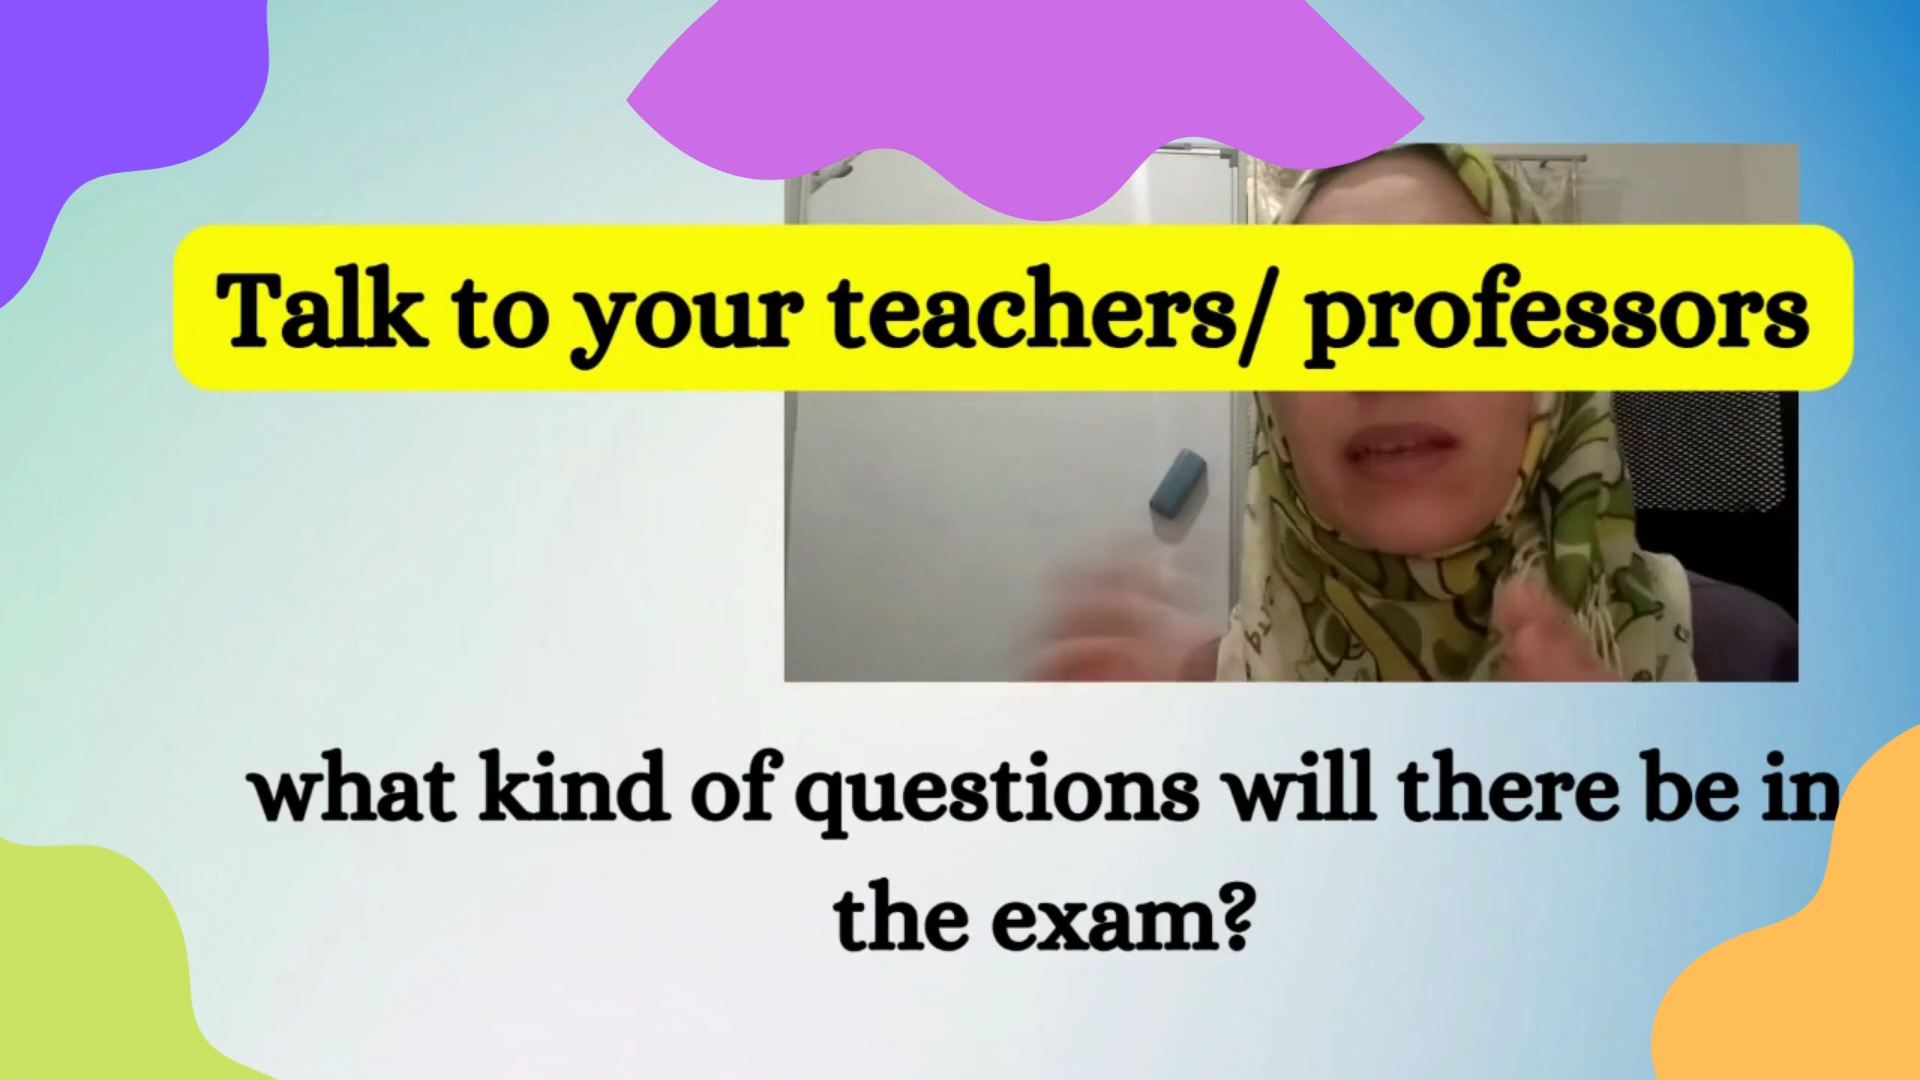 Talk to your teachers/ professors
what kind of questions will there be in
the exam?